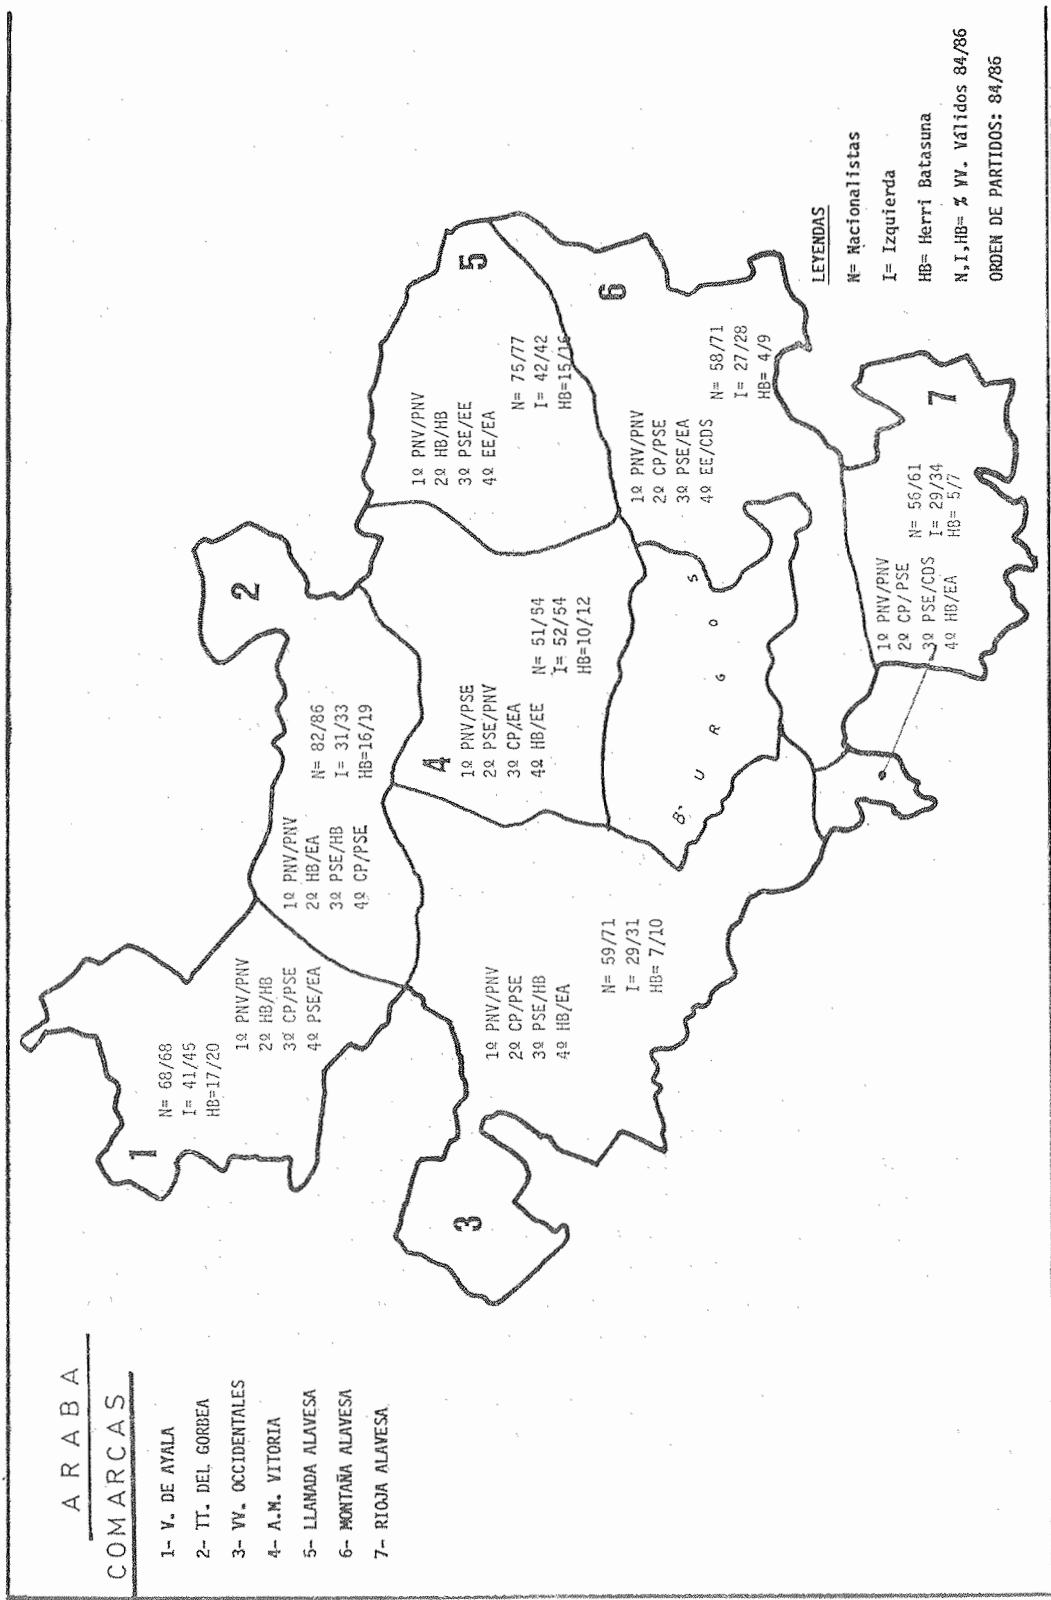 ARABA
COMARCAS
1- V. DE AYALA
2- TT. DEL GORBEA
3- VV. OCCIDENTALES
4- A.M. VITORIA
5- LLANADA ALAVESA
6- MONTAÑA ALAVESA
7- RIOJA ALAVESA
1
N= 68/68
I= 41/45
HB=17/20
1º PNV/PNV
2º HB/HB
3º CP/PSE
4º PSE/EA
2
N= 82/86
I= 31/33
HB=16/19
1º PNV/PNV
2º HB/EA
3º PSE/HB
4º CP/PSE
3
1º PNV/PNV
2º CP/PSE
3º PSE/HB
4º HB/EA
N= 59/71
I= 29/31
HB= 7/10
4
1º PNV/PSE
2º PSE/PNV
3º CP/EA
4º HB/EE
N= 51/54
I= 52/54
HB=10/12
5
1º PNV/PNV
2º HB/HB
3º PSE/EE
4º EE/EA
N= 75/77
I= 42/42
HB=15/16
6
1º PNV/PNV
2º CP/PSE
3º PSE/EA
4º EE/CDS
N= 58/71
I= 27/28
HB= 4/9
BURGOS
7
1º PNV/PNV
2º CP/PSE
3º PSE/CDS
4º HB/EA
N= 56/61
I= 29/34
HB= 5/7
LEYENDAS
N= Nacionalistas
I= Izquierda
HB= Herri Batasuna
N,I,HB= % VV. Válidos 84/86
ORDEN DE PARTIDOS: 84/86